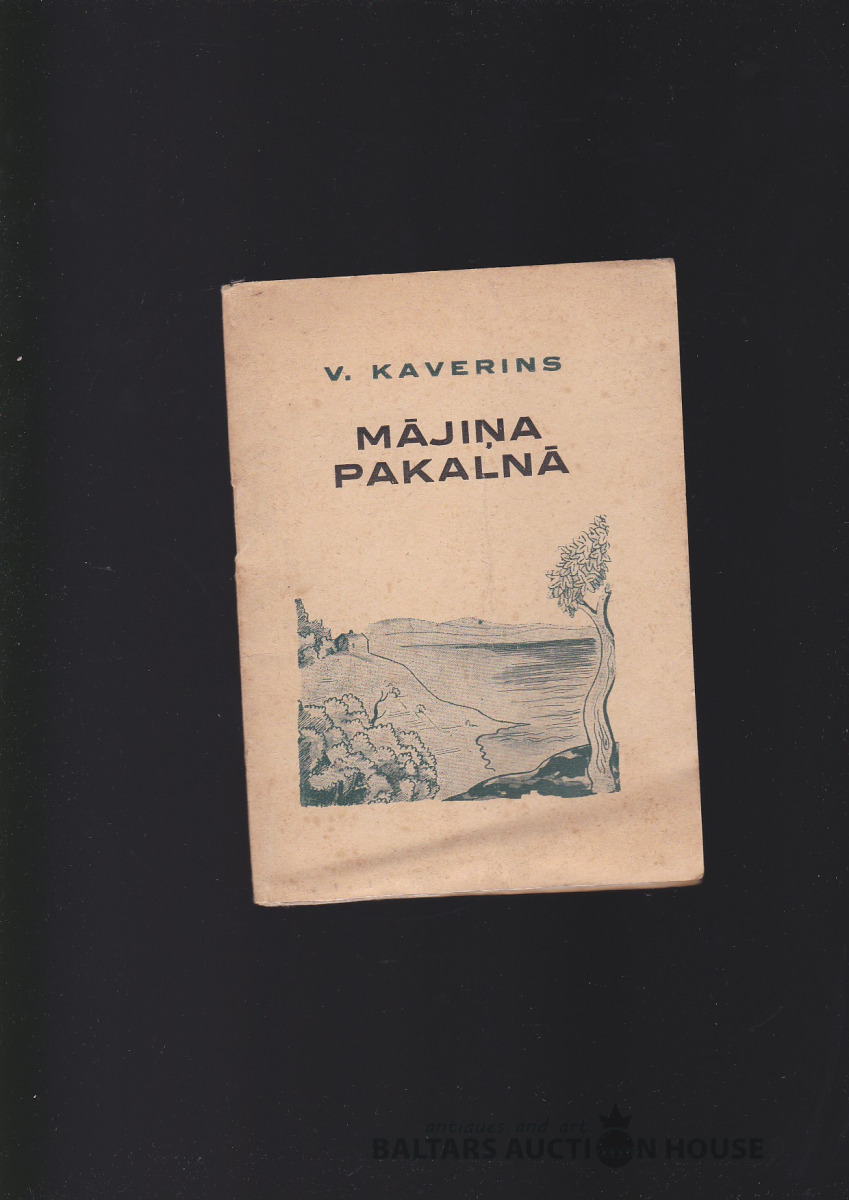 V. KAVERINS
MĀJIŅA
PAKALNĀ
antiques and art
BALTARS AUCTION HOUSE